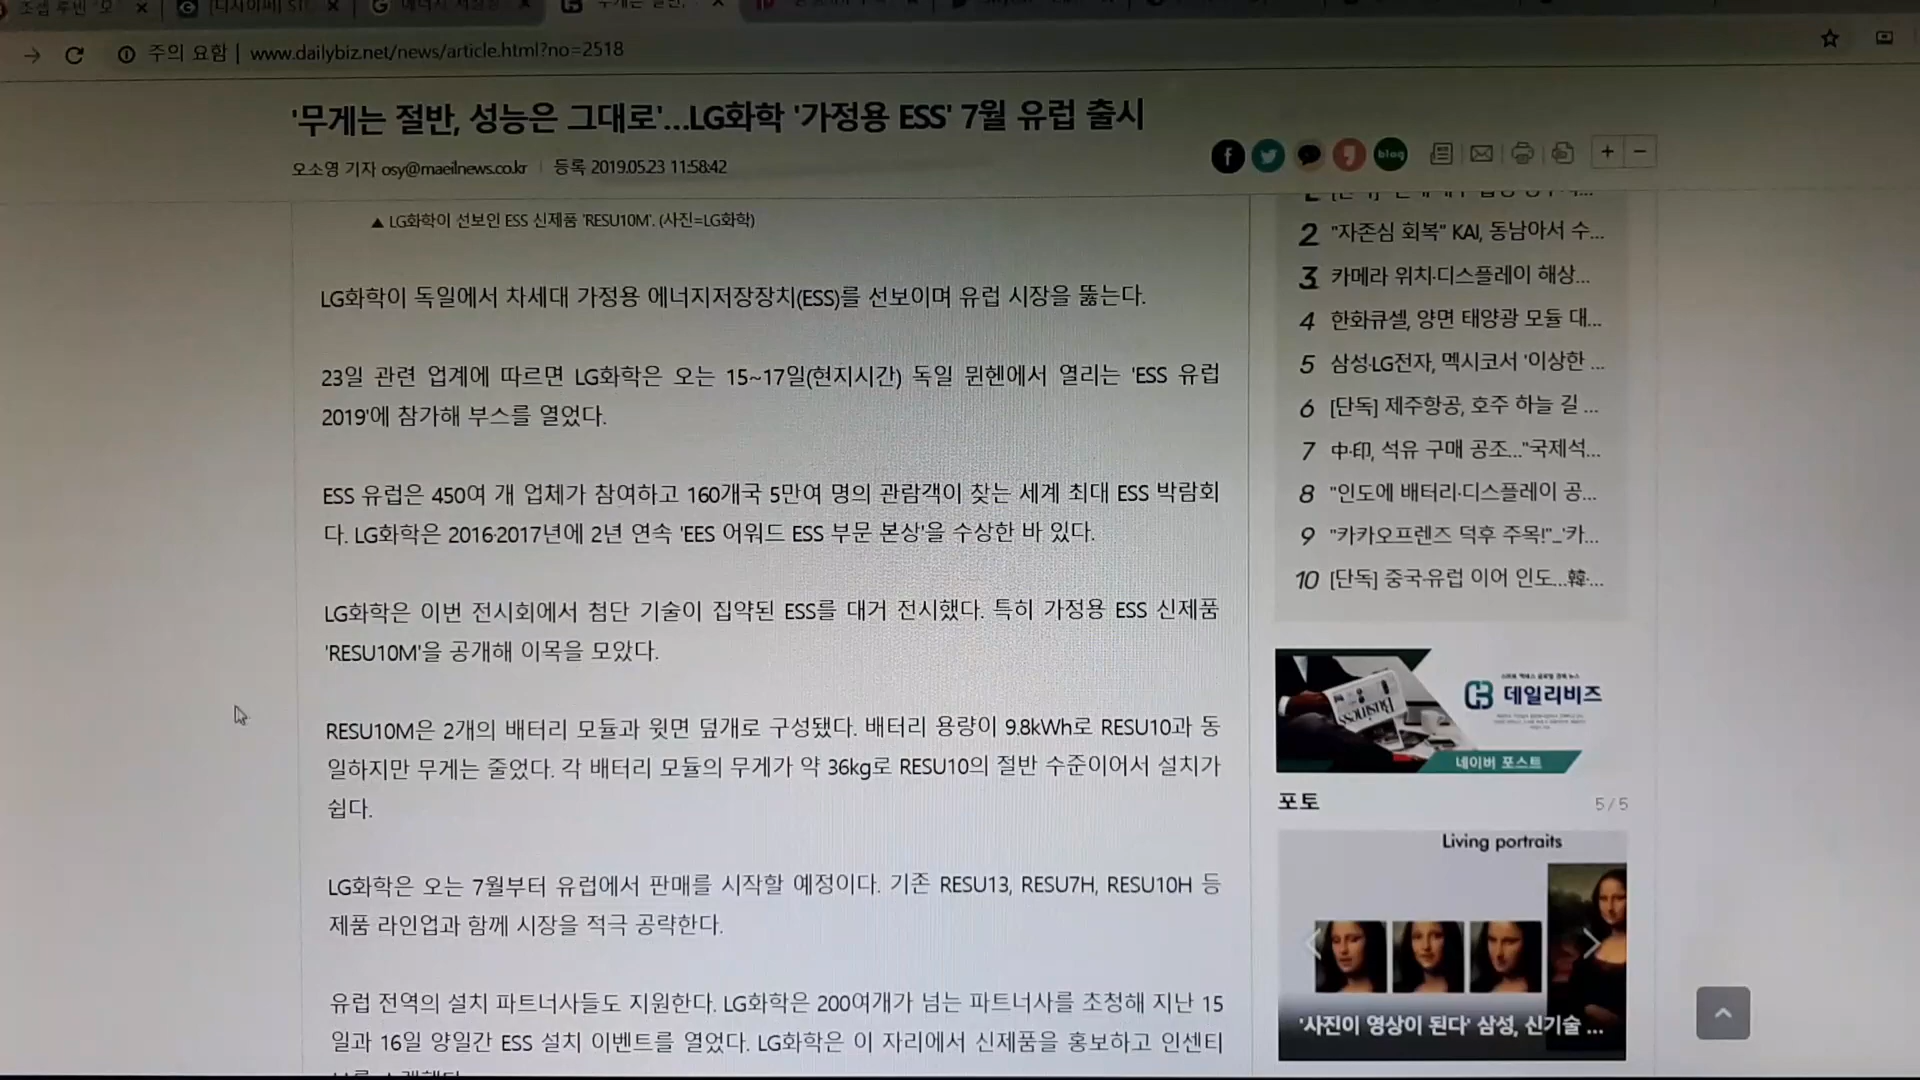 주의 요함 | www.dailybiz.net/news/article.html?no=2518
'무게는 절반, 성능은 그대로'...LG화학 '가정용 ESS' 7월 유럽 출시
오소영 기자 osy@maeilnews.co.kr | 등록 2019.05.23 11:58:42
blog
+ −
▲ LG화학이 선보인 ESS 신제품 'RESU10M'. (사진=LG화학)
LG화학이 독일에서 차세대 가정용 에너지저장장치(ESS)를 선보이며 유럽 시장을 뚫는다.
23일 관련 업계에 따르면 LG화학은 오는 15~17일(현지시간) 독일 뮌헨에서 열리는 'ESS 유럽
2019'에 참가해 부스를 열었다.
ESS 유럽은 450여 개 업체가 참여하고 160개국 5만여 명의 관람객이 찾는 세계 최대 ESS 박람회
다. LG화학은 2016·2017년에 2년 연속 'EES 어워드 ESS 부문 본상'을 수상한 바 있다.
LG화학은 이번 전시회에서 첨단 기술이 집약된 ESS를 대거 전시했다. 특히 가정용 ESS 신제품
'RESU10M'을 공개해 이목을 모았다.
RESU10M은 2개의 배터리 모듈과 윗면 덮개로 구성됐다. 배터리 용량이 9.8kWh로 RESU10과 동
일하지만 무게는 줄었다. 각 배터리 모듈의 무게가 약 36kg로 RESU10의 절반 수준이어서 설치가
쉽다.
LG화학은 오는 7월부터 유럽에서 판매를 시작할 예정이다. 기존 RESU13, RESU7H, RESU10H 등
제품 라인업과 함께 시장을 적극 공략한다.
유럽 전역의 설치 파트너사들도 지원한다. LG화학은 200여개가 넘는 파트너사를 초청해 지난 15
일과 16일 양일간 ESS 설치 이벤트를 열었다. LG화학은 이 자리에서 신제품을 홍보하고 인센티
2 "자존심 회복" KAI, 동남아서 수...
3 카메라 위치·디스플레이 해상...
4 한화큐셀, 양면 태양광 모듈 대...
5 삼성·LG전자, 멕시코서 '이상한 ...
6 [단독] 제주항공, 호주 하늘 길 ...
7 中·印, 석유 구매 공조..."국제석...
8 "인도에 배터리·디스플레이 공...
9 "카카오프렌즈 덕후 주목!"_'카...
10 [단독] 중국·유럽 이어 인도...韓·...
Business
데일리비즈
네이버 포스트
포토 5 / 5
Living portraits
'사진이 영상이 된다' 삼성, 신기술 ...